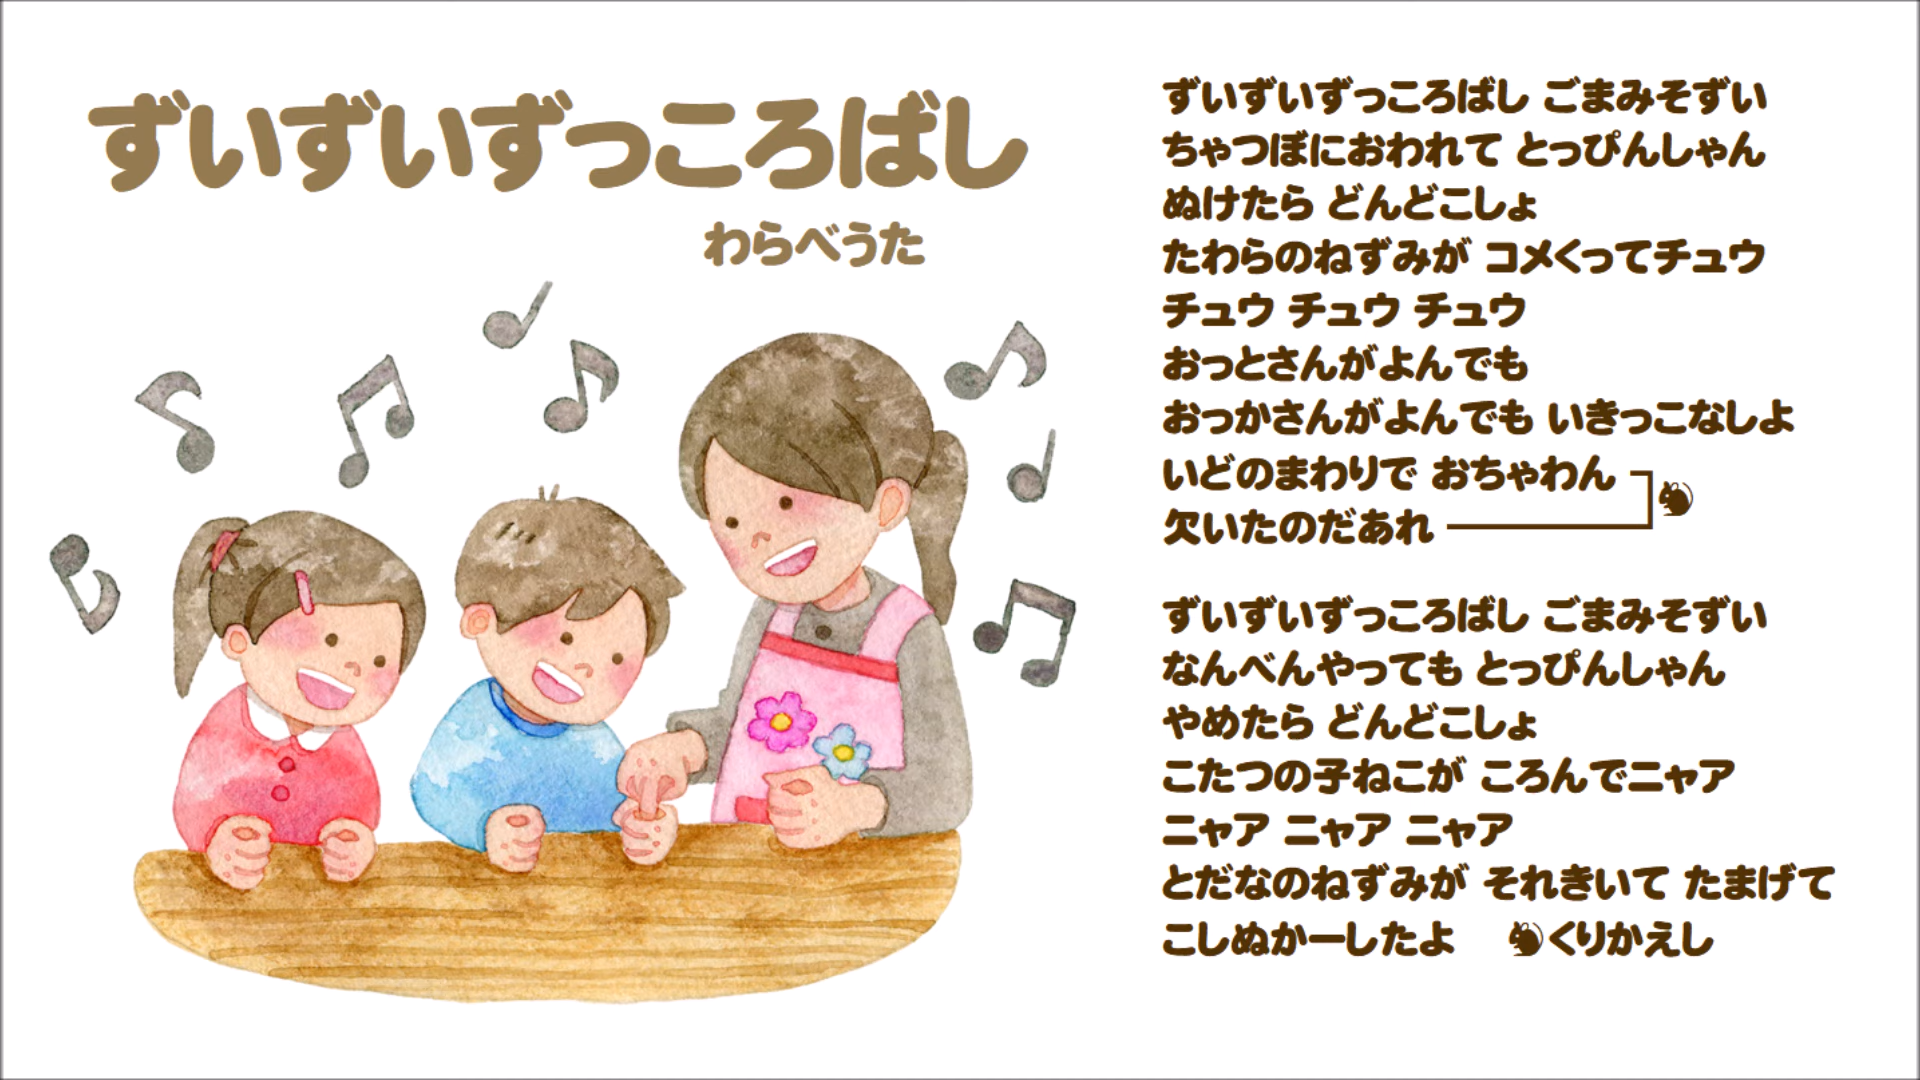 ずいずいずっころばし
わらべうた
ずいずいずっころばし ごまみそずい
ちゃつぼにおわれて とっぴんしゃん
ぬけたら どんどこしょ
たわらのねずみが コメくってチュウ
チュウ チュウ チュウ
おっとさんがよんでも
おっかさんがよんでも いきっこなしよ
いどのまわりで おちゃわん
欠いたのだあれ
ずいずいずっころばし ごまみそずい
なんべんやっても とっぴんしゃん
やめたら どんどこしょ
こたつの子ねこが ころんでニャア
ニャア ニャア ニャア
とだなのねずみが それきいて たまげて
こしぬかーしたよ くりかえし